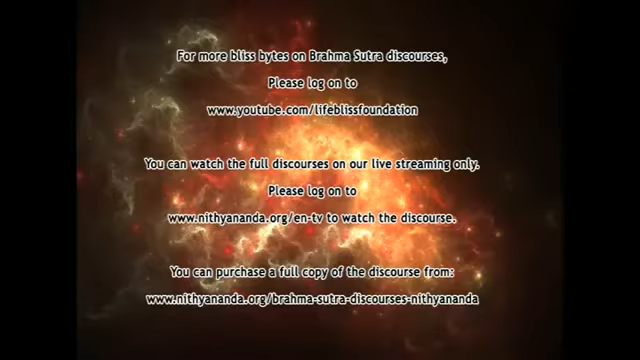 For more bliss bytes on Brahma Sutra discourses,
Please log on to
www.youtube.com/lifeblissfoundation
You can watch the full discourses on our live streaming only.
Please log on to
www.nithyananda.org/en-tv to watch the discourse.
You can purchase a full copy of the discourse from:
www.nithyananda.org/brahma-sutra-discourses-nithyananda